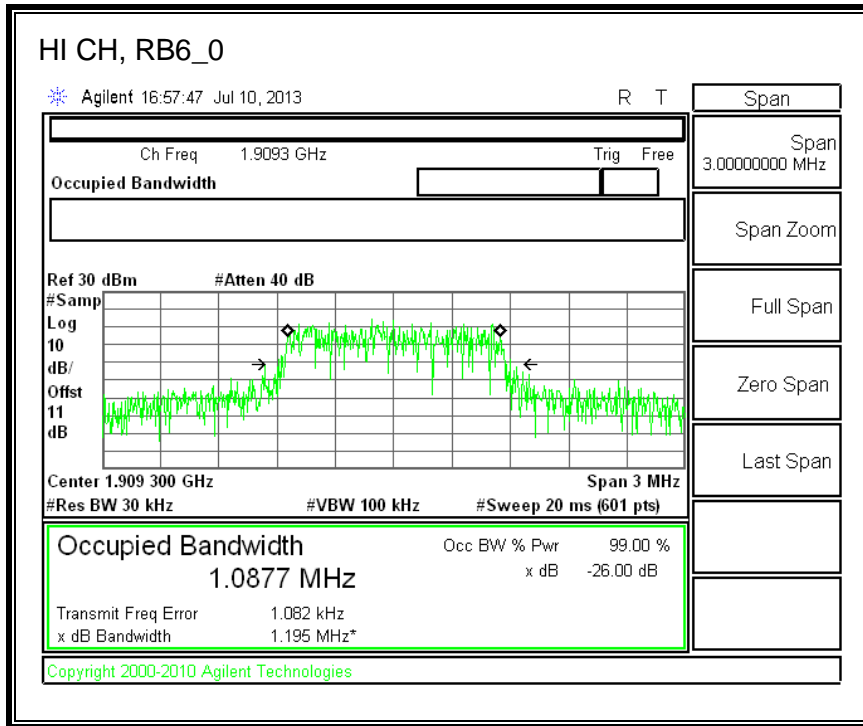 HI CH, RB6_0
Agilent 16:57:47 Jul 10, 2013 R T
Span
Ch Freq 1.9093 GHz Trig Free
Occupied Bandwidth
Span
3.00000000 MHz
Span Zoom
Full Span
Zero Span
Last Span
Ref 30 dBm #Atten 40 dB
#Samp
Log
10
dB/
Offst
11
dB
Center 1.909 300 GHz Span 3 MHz
#Res BW 30 kHz #VBW 100 kHz #Sweep 20 ms (601 pts)
Occupied Bandwidth Occ BW % Pwr 99.00 %
1.0877 MHz x dB -26.00 dB
Transmit Freq Error 1.082 kHz
x dB Bandwidth 1.195 MHz*
Copyright 2000-2010 Agilent Technologies